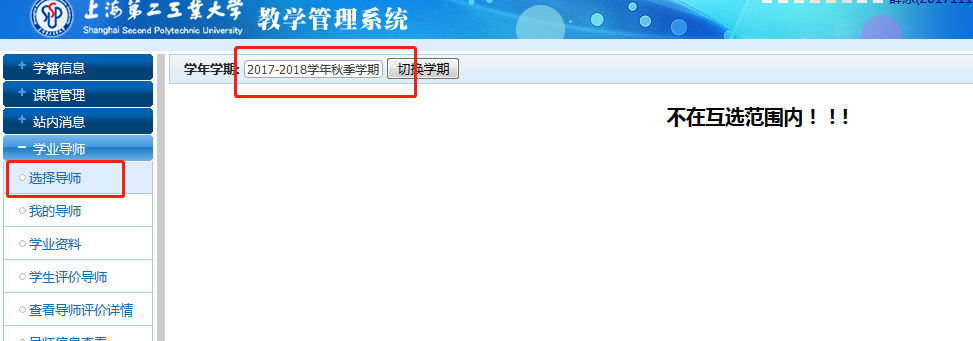 上海第二工业大学
Shanghai Second Polytechnic University
教学管理系统
学籍信息
课程管理
站内消息
学业导师
选择导师
我的导师
学业资料
学生评价导师
查看导师评价详情
学年学期: 2017-2018学年秋季学期 切换学期
不在互选范围内！！!